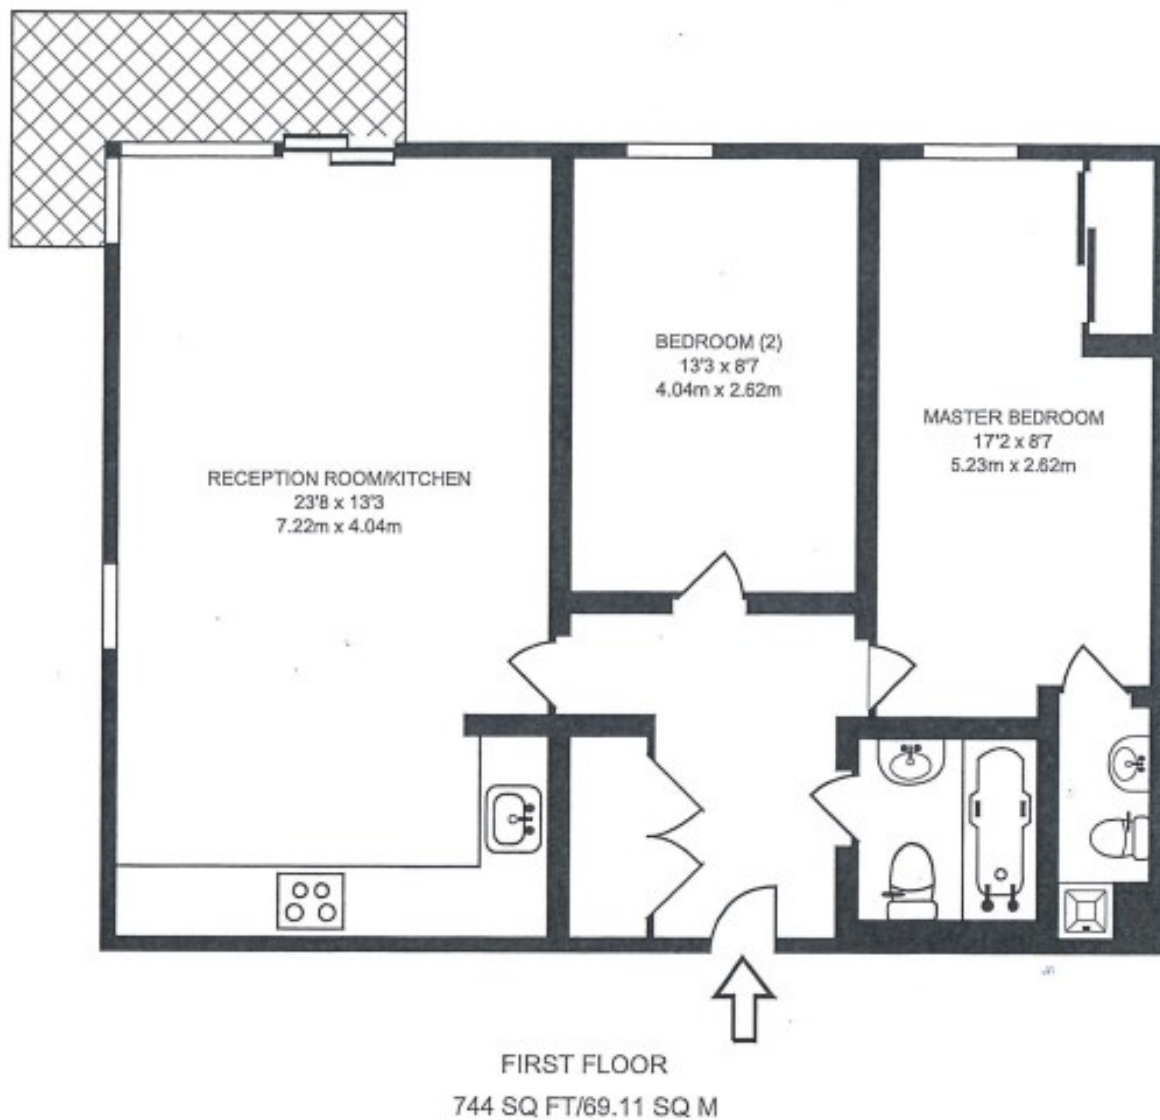 BEDROOM (2)
13'3 x 8'7
4.04m x 2.62m
MASTER BEDROOM
17'2 x 8'7
5.23m x 2.62m
RECEPTION ROOM/KITCHEN
23'8 x 13'3
7.22m x 4.04m
FIRST FLOOR
744 SQ FT/69.11 SQ M